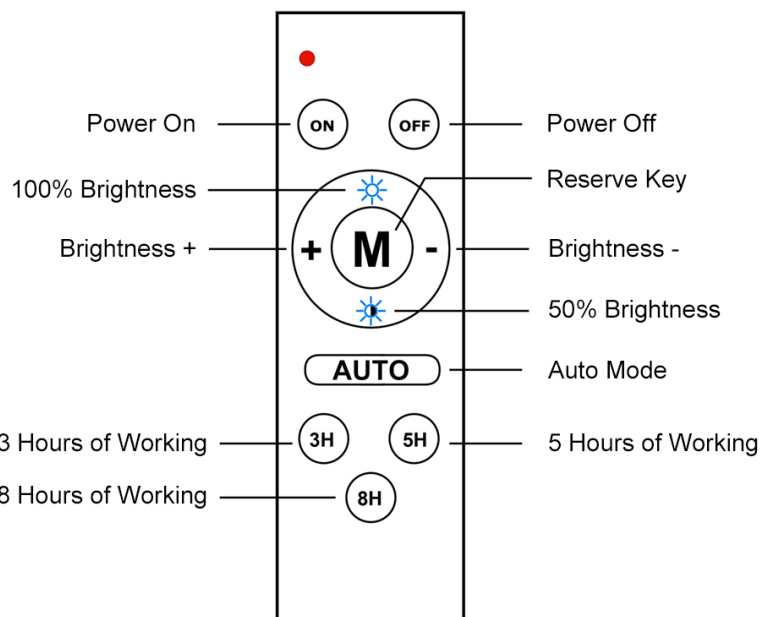 Power On
ON
OFF
Power Off
100% Brightness
Reserve Key
Brightness +
+
M
-
Brightness -
50% Brightness
AUTO
Auto Mode
3 Hours of Working
3H
5H
5 Hours of Working
8 Hours of Working
8H